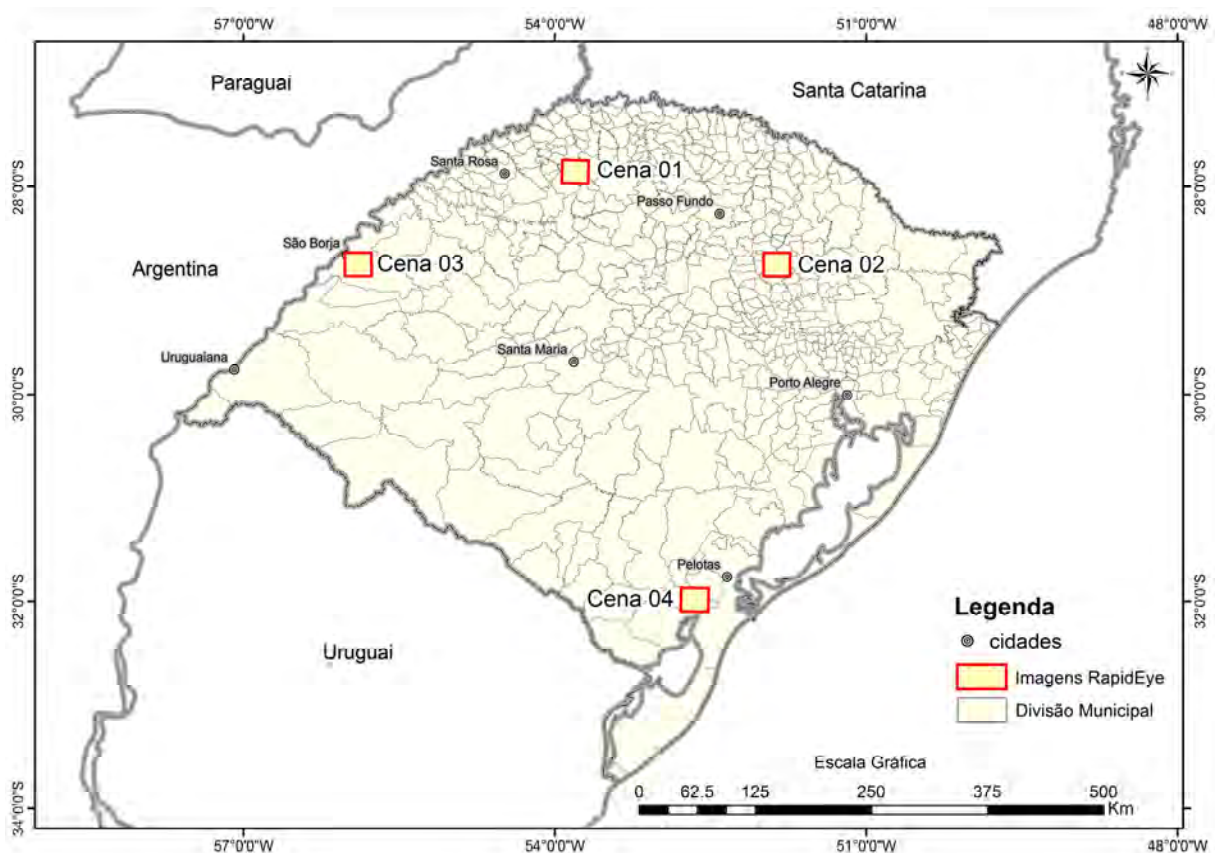 57°0'0"W
54°0'0"W
51°0'0"W
48°0'0"W
Paraguai
Santa Catarina
28°0'0"S
Santa Rosa
Cena 01
28°0'0"S
Passo Fundo
São Borja
Argentina
Cena 03
Cena 02
Uruguaiana
Santa Maria
Porto Alegre
30°0'0"S
30°0'0"S
Pelotas
Cena 04
32°0'0"S
32°0'0"S
Legenda
cidades
Uruguai
Imagens RapidEye
Divisão Municipal
Escala Gráfica
0 62.5 125 250 375 500
Km
34°0'0"S
57°0'0"W
54°0'0"W
51°0'0"W
48°0'0"W